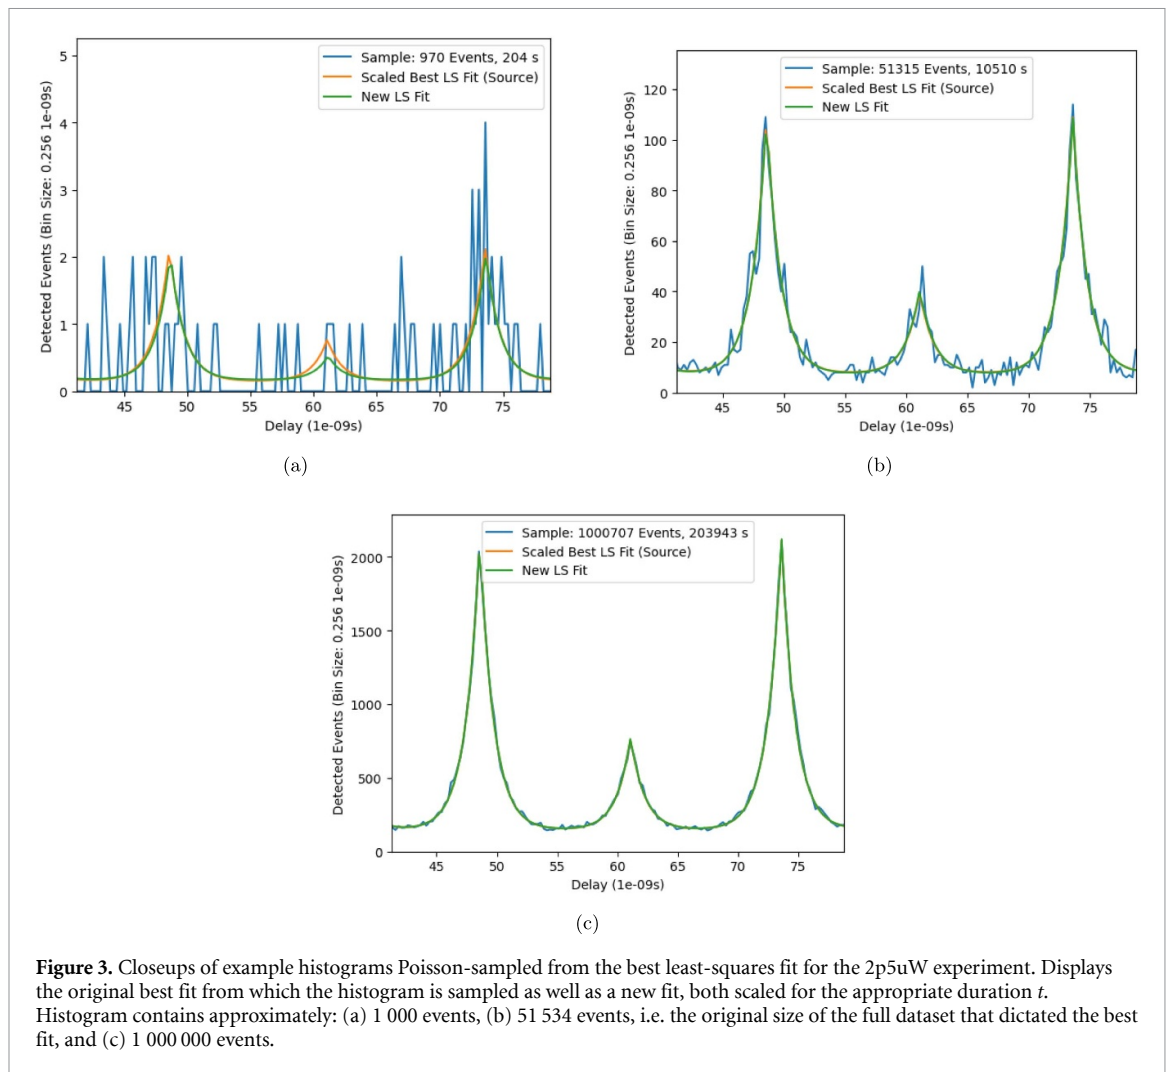 Detected Events (Bin Size: 0.256 1e-09s)
5
4
3
2
1
0
Sample: 970 Events, 204 s
Scaled Best LS Fit (Source)
New LS Fit
45 50 55 60 65 70 75
Delay (1e-09s)
(a)
Detected Events (Bin Size: 0.256 1e-09s)
120
100
80
60
40
20
0
Sample: 51315 Events, 10510 s
Scaled Best LS Fit (Source)
New LS Fit
45 50 55 60 65 70 75
Delay (1e-09s)
(b)
Detected Events (Bin Size: 0.256 1e-09s)
2000
1500
1000
500
0
Sample: 1000707 Events, 203943 s
Scaled Best LS Fit (Source)
New LS Fit
45 50 55 60 65 70 75
Delay (1e-09s)
(c)
Figure 3. Closeups of example histograms Poisson-sampled from the best least-squares fit for the 2p5uW experiment. Displays
the original best fit from which the histogram is sampled as well as a new fit, both scaled for the appropriate duration t.
Histogram contains approximately: (a) 1 000 events, (b) 51 534 events, i.e. the original size of the full dataset that dictated the best
fit, and (c) 1 000 000 events.